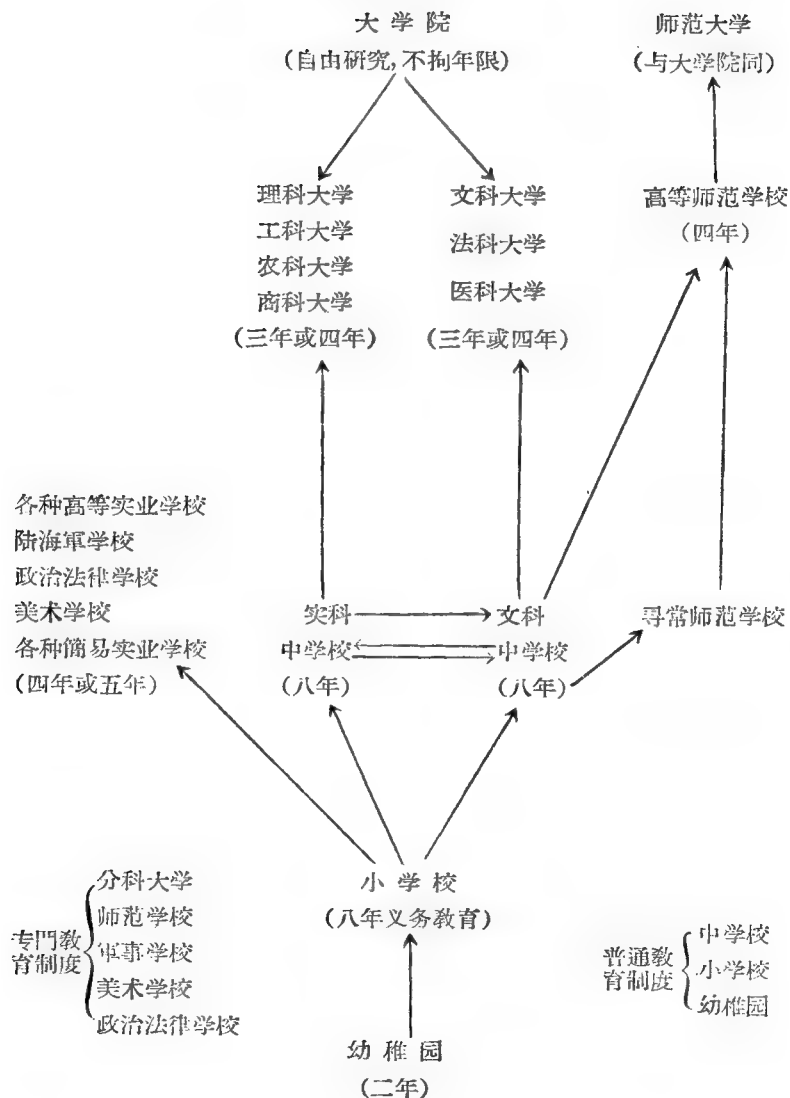 大学院
(自由研究，不拘年限)
师范大学
(与大学院同)
理科大学
工科大学
农科大学
商科大学
(三年或四年)
文科大学
法科大学
医科大学
(三年或四年)
高等师范学校
(四年)
各种高等实业学校
陆海軍学校
政治法律学校
美术学校
各种簡易实业学校
(四年或五年)
实科
中学校
(八年)
文科
中学校
(八年)
寻常师范学校
小学校
(八年义务教育)
幼稚园
(二年)
专門教
育制度
分科大学
师范学校
軍事学校
美术学校
政治法律学校
普通教
育制度
中学校
小学校
幼稚园